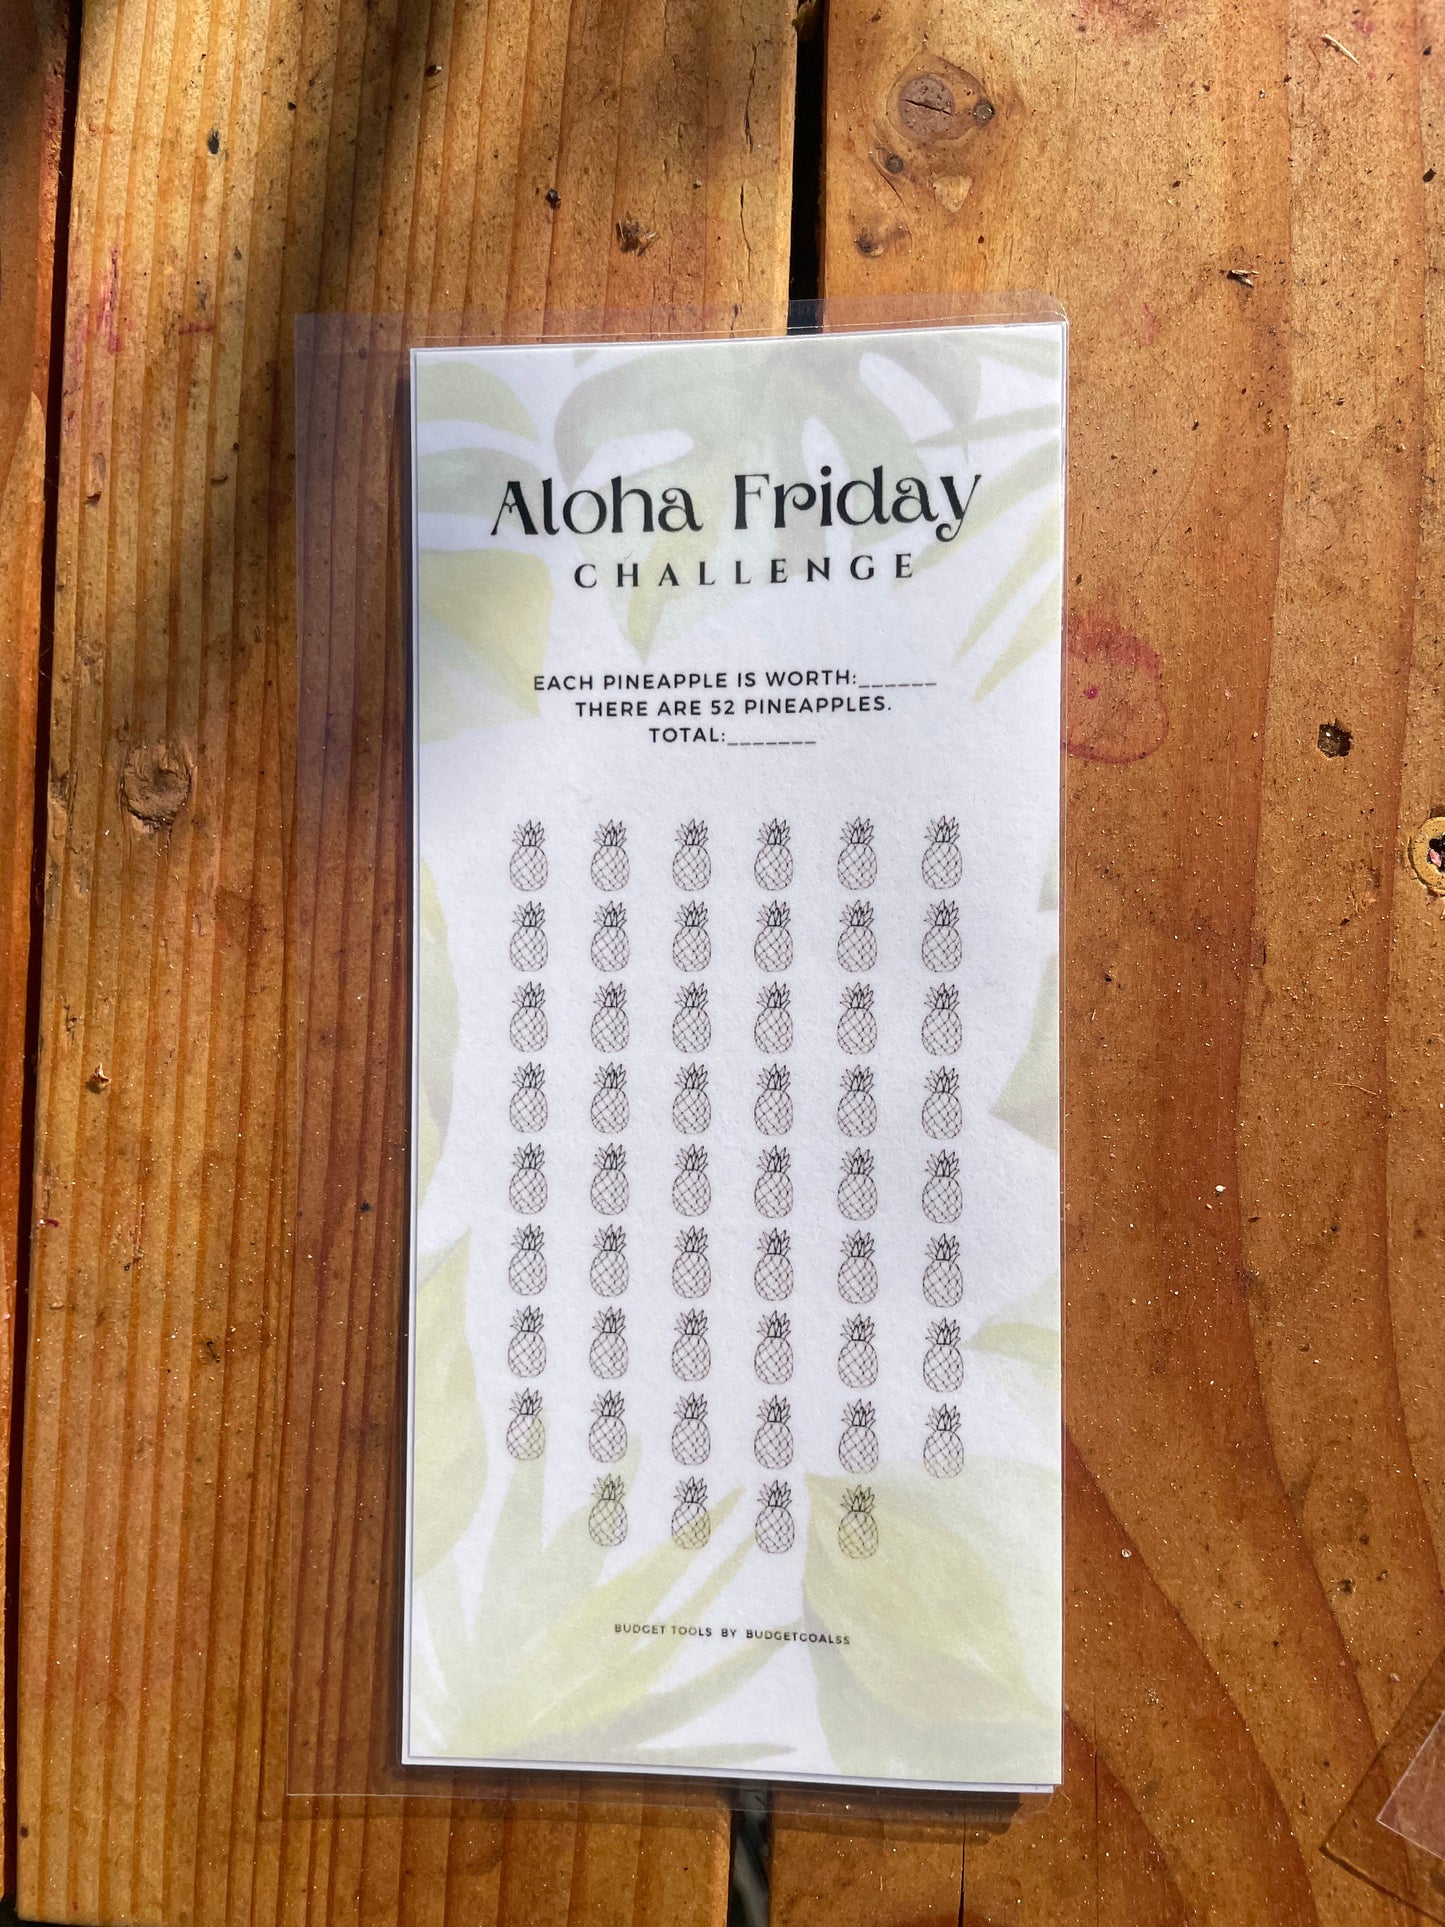 Aloha Friday
CHALLENGE
EACH PINEAPPLE IS WORTH:______
THERE ARE 52 PINEAPPLES.
TOTAL:_______
BUDGET TOOLS BY BUDGETGOALSS